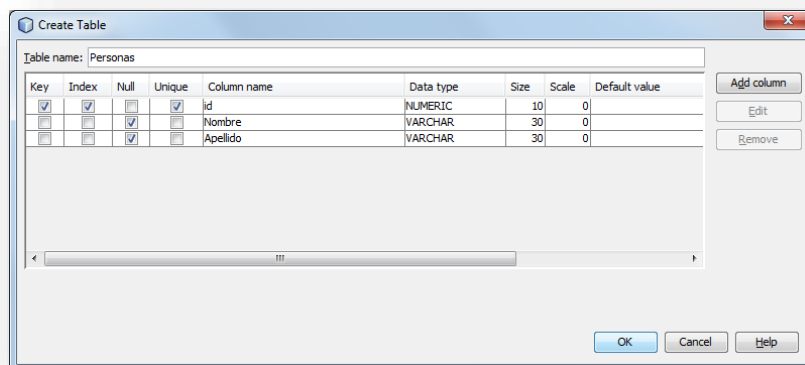 Create Table
Table name: Personas
Key Index Null Unique Column name Data type Size Scale Default value
id NUMERIC 10 0
Nombre VARCHAR 30 0
Apellido VARCHAR 30 0
Add column
Edit
Remove
OK Cancel Help